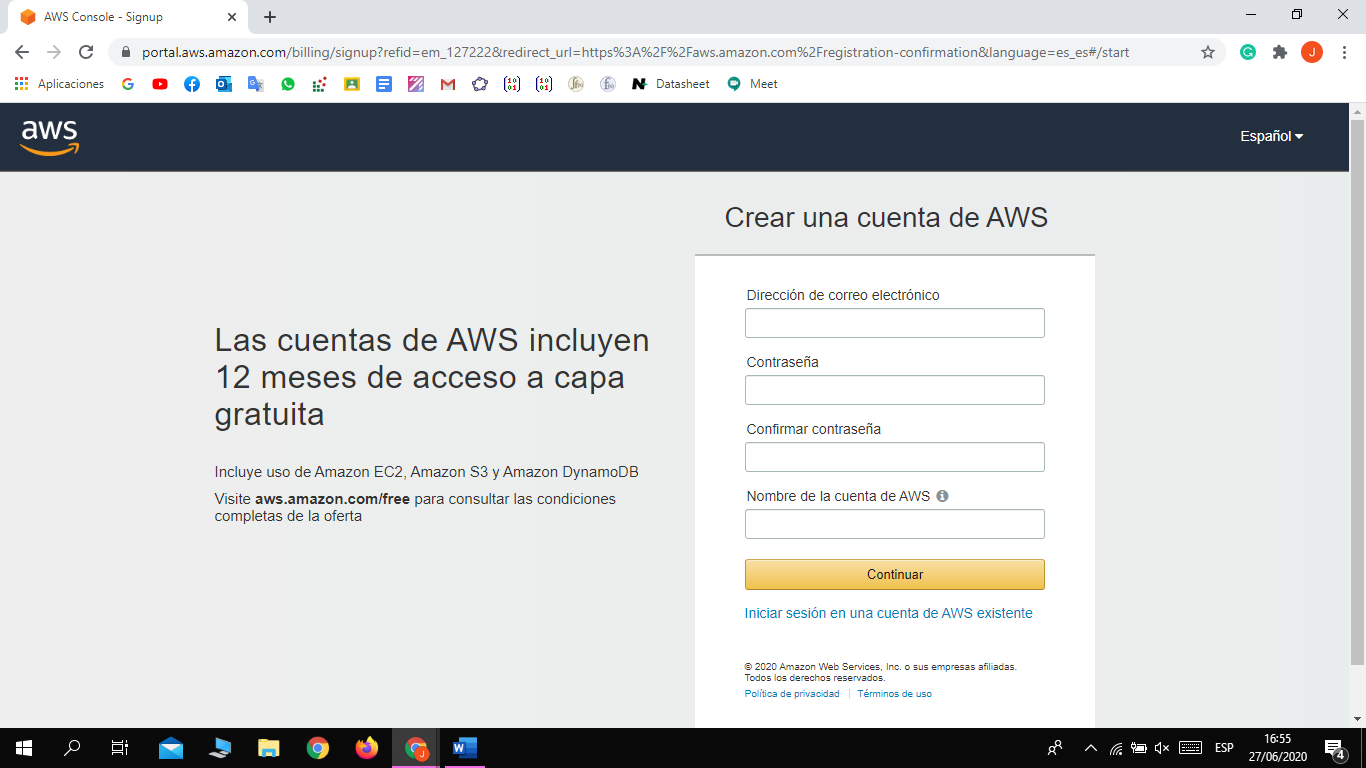 AWS Console - Signup
portal.aws.amazon.com/billing/signup?refid=em_127222&redirect_url=https%3A%2F%2Faws.amazon.com%2Fregistration-confirmation&language=es_es#/start
J
Aplicaciones
Datasheet
Meet
aws
Español
Crear una cuenta de AWS
Las cuentas de AWS incluyen
12 meses de acceso a capa
gratuita
Incluye uso de Amazon EC2, Amazon S3 y Amazon DynamoDB
Visite aws.amazon.com/free para consultar las condiciones
completas de la oferta
Dirección de correo electrónico
Contraseña
Confirmar contraseña
Nombre de la cuenta de AWS
Continuar
Iniciar sesión en una cuenta de AWS existente
© 2020 Amazon Web Services, Inc. o sus empresas afiliadas.
Todos los derechos reservados.
Política de privacidad
Términos de uso
ESP
16:55
27/06/2020
4